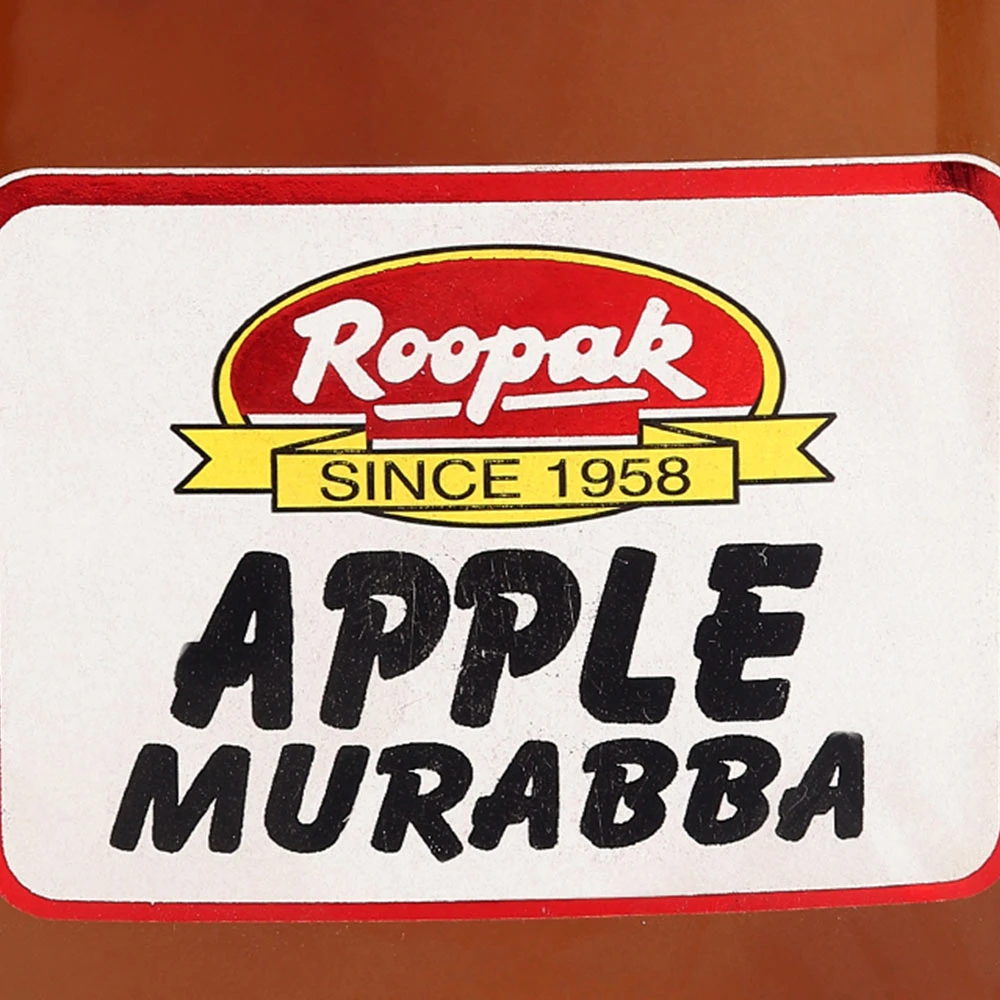 Roopak
SINCE 1958
APPLE
MURABBA